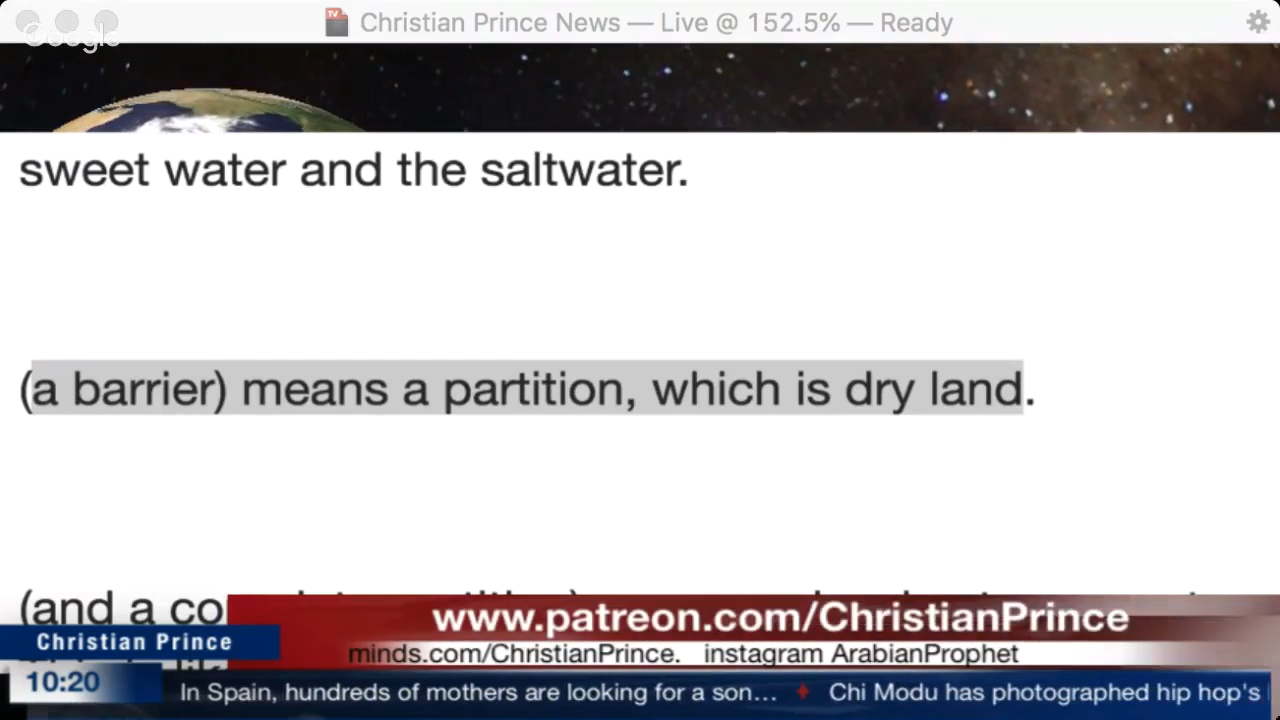 Christian Prince News — Live @ 152.5% — Ready
Google
sweet water and the saltwater.
(a barrier) means a partition, which is dry land.
(and a co
www.patreon.com/ChristianPrince
Christian Prince
minds.com/ChristianPrince. instagram ArabianProphet
10:20
In Spain, hundreds of mothers are looking for a son... Chi Modu has photographed hip hop's